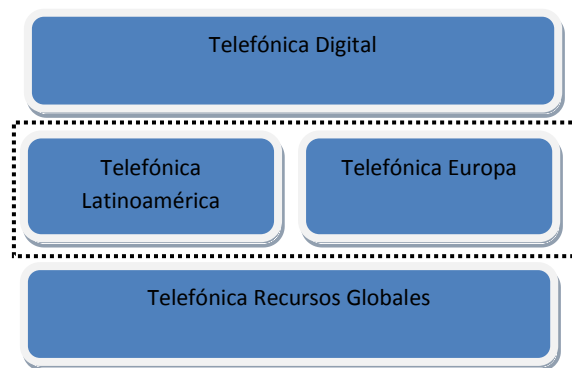 Telefónica Digital
Telefónica
Latinoamérica
Telefónica Europa
Telefónica Recursos Globales